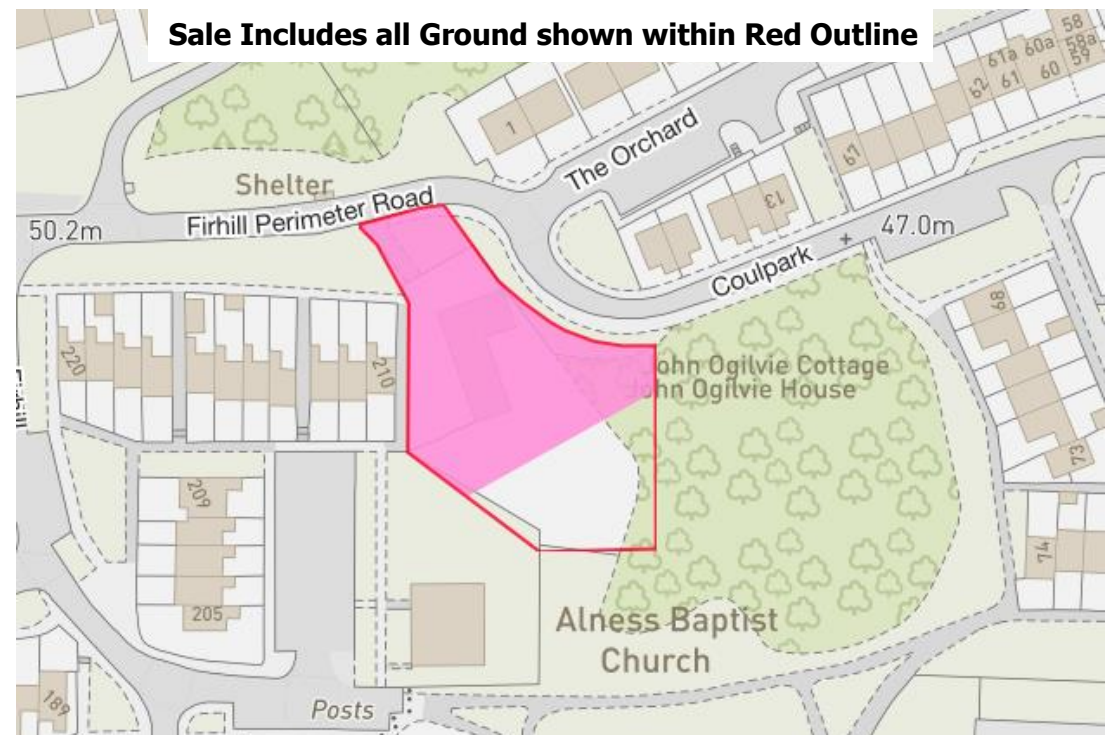 Sale Includes all Ground shown within Red Outline
58
61a 60a 58a
62 61 60 59
1
The Orchard
67
Shelter
13
Firhill Perimeter Road
50.2m
47.0m
Coulpark
68
220
210
ohn Ogilvie Cottage
John Ogilvie House
73
209
74
205
Alness Baptist
Church
189
Posts